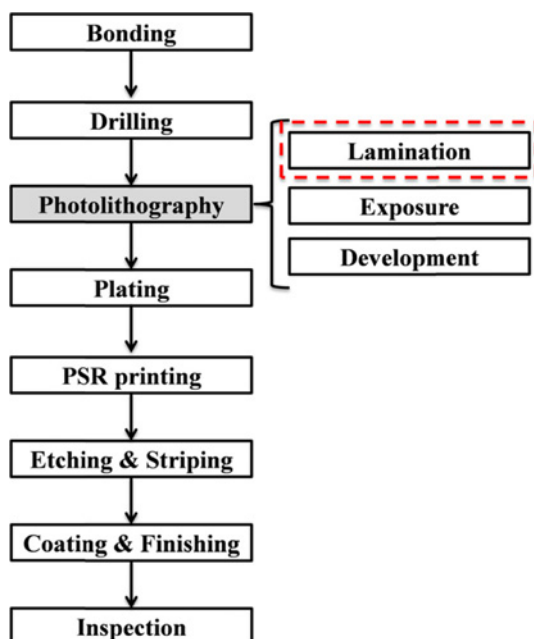 Bonding
Drilling
Photolithography
Plating
PSR printing
Etching & Striping
Coating & Finishing
Inspection
Lamination
Exposure
Development